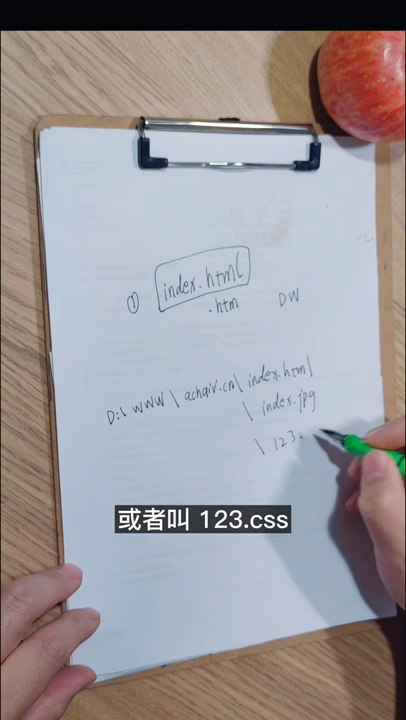 ① index.html
.htm DW
D:\ WWW \ achair.cn\ index.html
\ index.jpg
\ 123.
或者叫 123.css